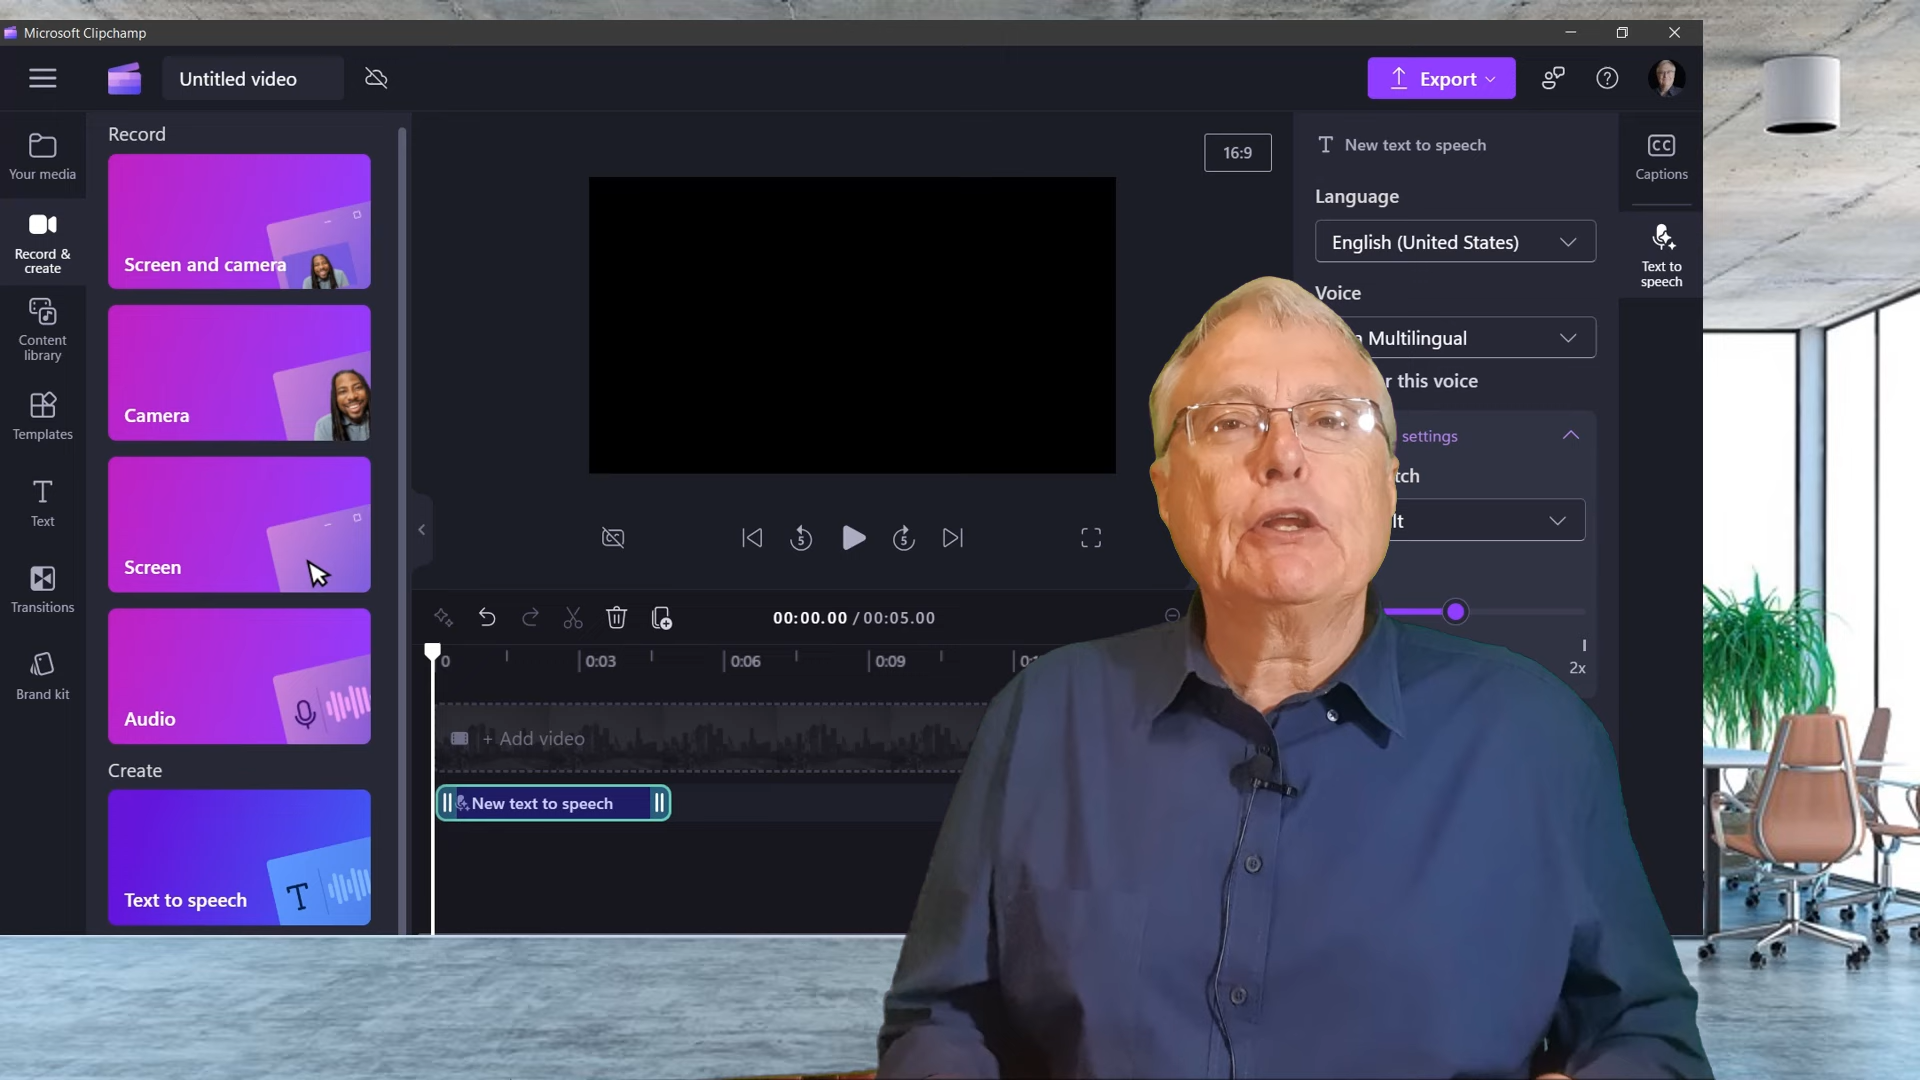 Microsoft Clipchamp
Untitled video
Export
Your media
Record &
create
Content
library
Templates
Text
Transitions
Brand kit
Record
Screen and camera
Camera
Screen
Audio
Create
Text to speech
16:9
5
5
00:00.00 / 00:05.00
0
0:03
0:06
0:09
+ Add video
New text to speech
T New text to speech
Language
English (United States)
Voice
Multilingual
this voice
settings
2x
CC
Captions
Text to
speech